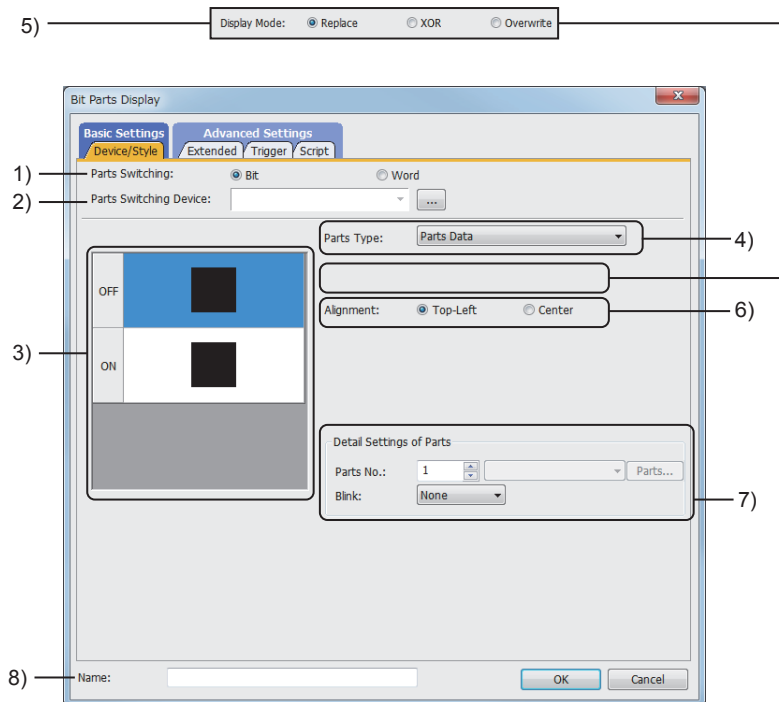 5) Display Mode: Replace XOR Overwrite
Bit Parts Display
x
Basic Settings Advanced Settings
Device/Style Extended Trigger Script
1) Parts Switching: Bit Word
2) Parts Switching Device: ...
Parts Type: Parts Data 4)
OFF
Alignment: Top-Left Center 6)
3) ON
Detail Settings of Parts
Parts No.: 1 Parts...
Blink: None 7)
8) Name: OK Cancel